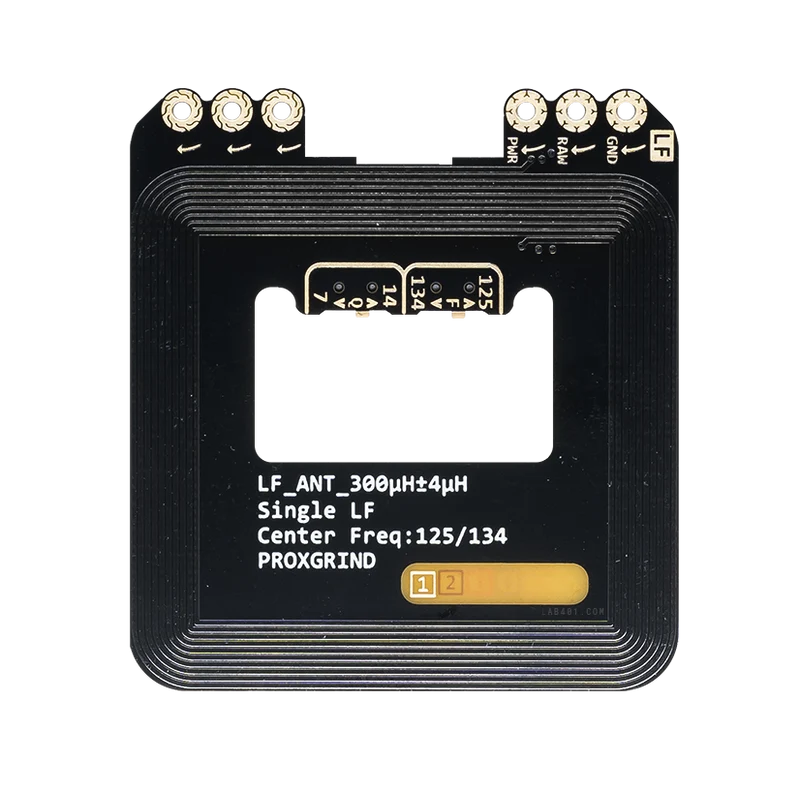 PWR
RAW
GND
LF
7
Q
V
14
A
134
V
F
125
A
LF_ANT_300µH±4µH
Single LF
Center Freq:125/134
PROXGRIND
1 2
LAB401.COM